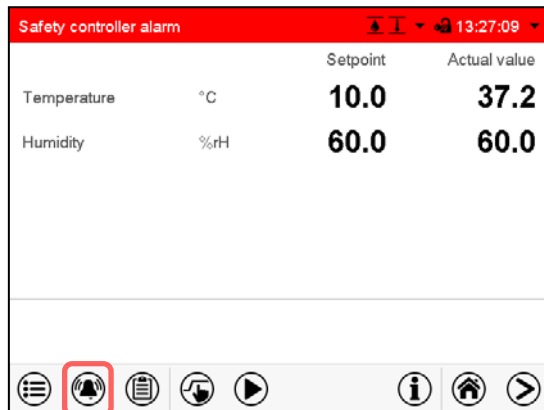 Safety controller alarm 13:27:09
Setpoint Actual value
Temperature °C 10.0 37.2
Humidity %rH 60.0 60.0